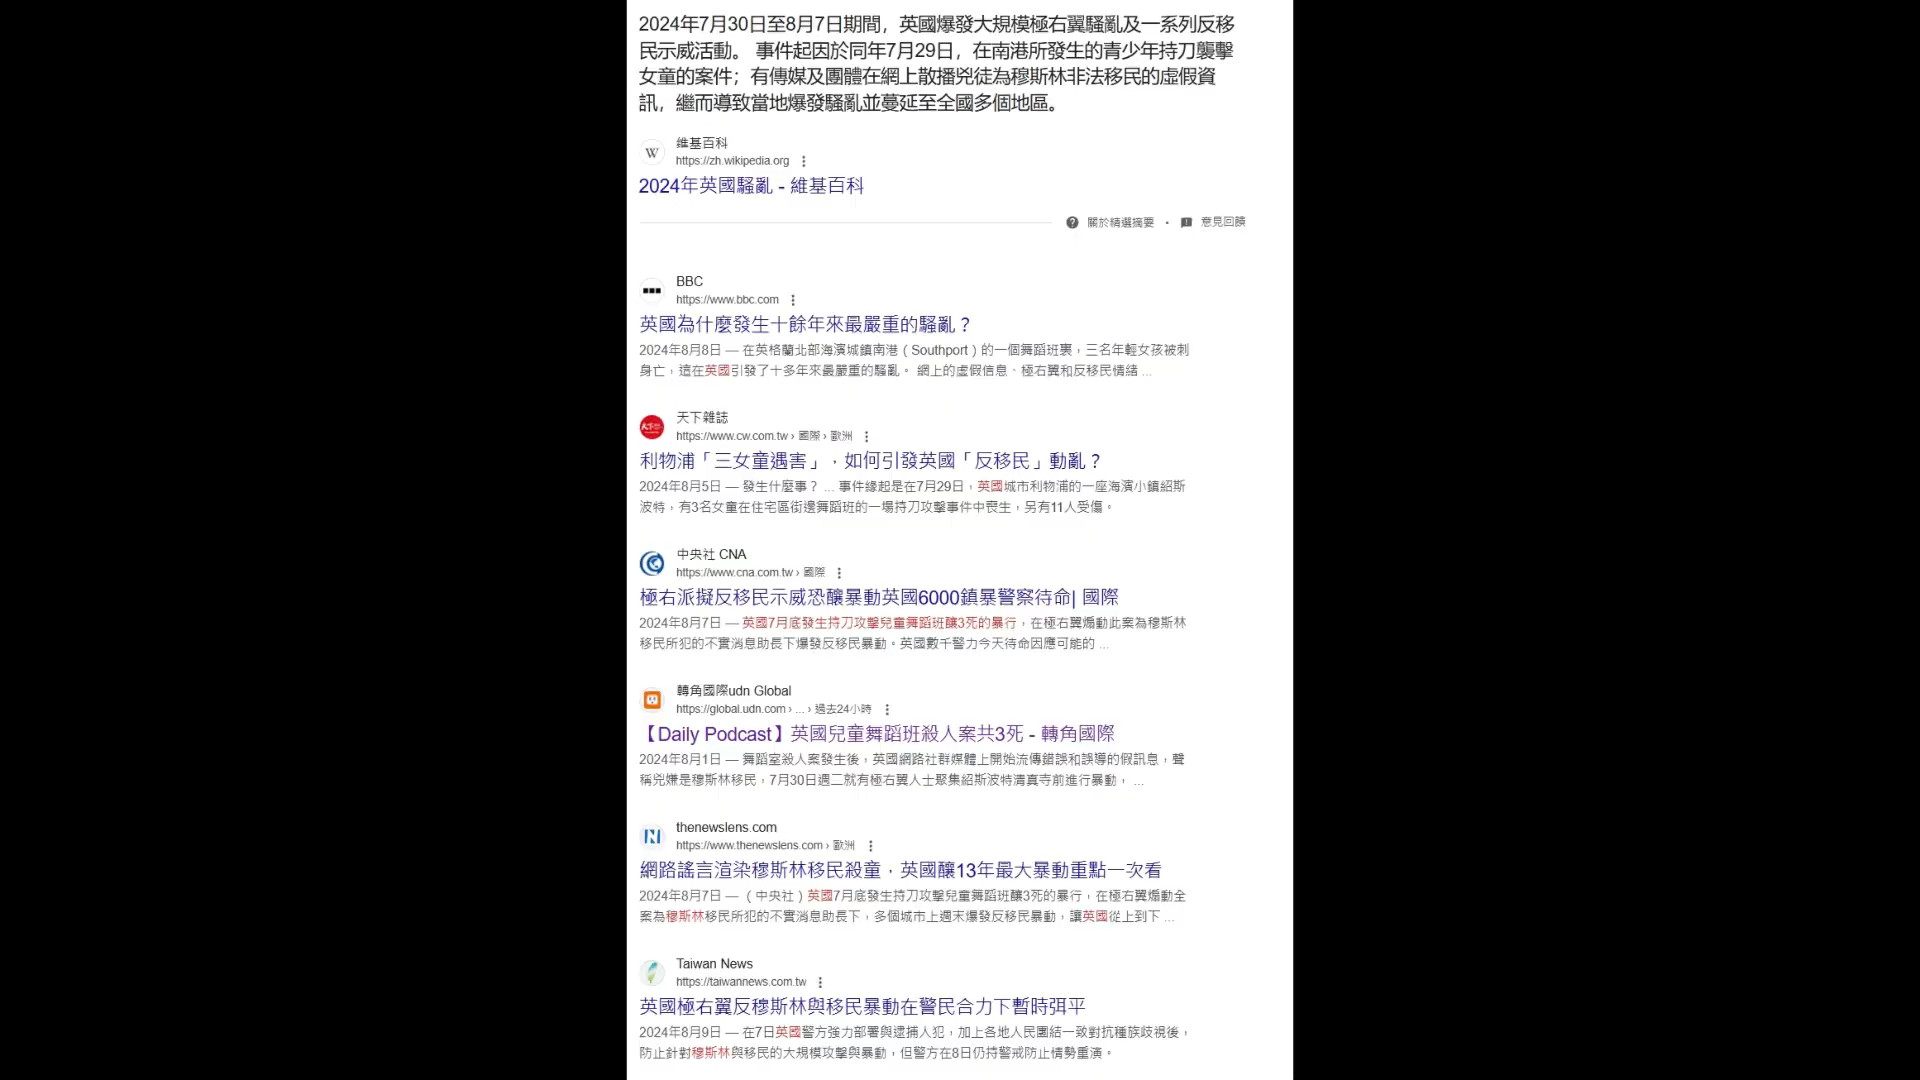 2024年7月30日至8月7日期間，英國爆發大規模極右翼騷亂及一系列反移
民示威活動。 事件起因於同年7月29日，在南港所發生的青少年持刀襲擊
女童的案件；有傳媒及團體在網上散播兇徒為穆斯林非法移民的虛假資
訊，繼而導致當地爆發騷亂並蔓延至全國多個地區。
W
維基百科
https://zh.wikipedia.org
2024年英國騷亂 - 維基百科
關於精選摘要 • 意見回饋
BBC
https://www.bbc.com
英國為什麼發生十餘年來最嚴重的騷亂？
2024年8月8日 — 在英格蘭北部海濱城鎮南港（Southport）的一個舞蹈班裏，三名年輕女孩被刺
身亡，這在英國引發了十多年來最嚴重的騷亂。 網上的虛假信息、極右翼和反移民情緒 ...
天下雜誌
https://www.cw.com.tw › 國際 › 歐洲
利物浦「三女童遇害」，如何引發英國「反移民」動亂？
2024年8月5日 — 發生什麼事？ ... 事件緣起是在7月29日，英國城市利物浦的一座海濱小鎮紹斯
波特，有3名女童在住宅區街邊舞蹈班的一場持刀攻擊事件中喪生，另有11人受傷。
中央社 CNA
https://www.cna.com.tw › 國際
極右派擬反移民示威恐釀暴動英國6000鎮暴警察待命| 國際
2024年8月7日 — 英國7月底發生持刀攻擊兒童舞蹈班釀3死的暴行，在極右翼煽動此案為穆斯林
移民所犯的不實消息助長下爆發反移民暴動。英國數千警力今天待命因應可能的 ...
轉角國際udn Global
https://global.udn.com › ... › 過去24小時
【Daily Podcast】英國兒童舞蹈班殺人案共3死 - 轉角國際
2024年8月1日 — 舞蹈室殺人案發生後，英國網路社群媒體上開始流傳錯誤和誤導的假訊息，聲
稱兇嫌是穆斯林移民，7月30日週二就有極右翼人士聚集紹斯波特清真寺前進行暴動， ...
thenewslens.com
https://www.thenewslens.com › 歐洲
網路謠言渲染穆斯林移民殺童，英國釀13年最大暴動重點一次看
2024年8月7日 — （中央社）英國7月底發生持刀攻擊兒童舞蹈班釀3死的暴行，在極右翼煽動全
案為穆斯林移民所犯的不實消息助長下，多個城市上週末爆發反移民暴動，讓英國從上到下 ...
Taiwan News
https://taiwannews.com.tw
英國極右翼反穆斯林與移民暴動在警民合力下暫時弭平
2024年8月9日 — 在7日英國警方強力部署與逮捕人犯，加上各地人民團結一致對抗種族歧視後，
防止針對穆斯林與移民的大規模攻擊與暴動，但警方在8日仍持警戒防止情勢重演。